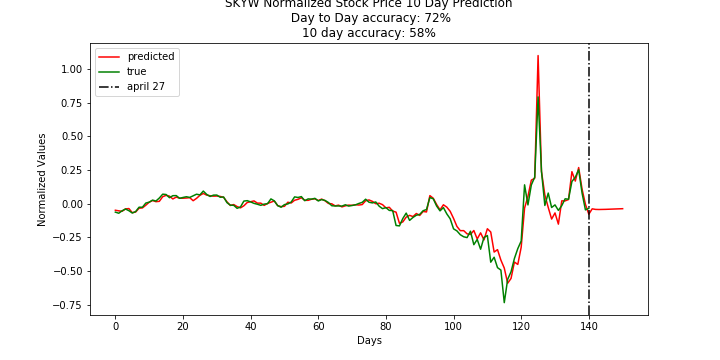 SKYW Normalized Stock Price 10 Day Prediction
Day to Day accuracy: 72%
10 day accuracy: 58%
predicted
true
april 27
Normalized Values
1.00
0.75
0.50
0.25
0.00
−0.25
−0.50
−0.75
0 20 40 60 80 100 120 140
Days